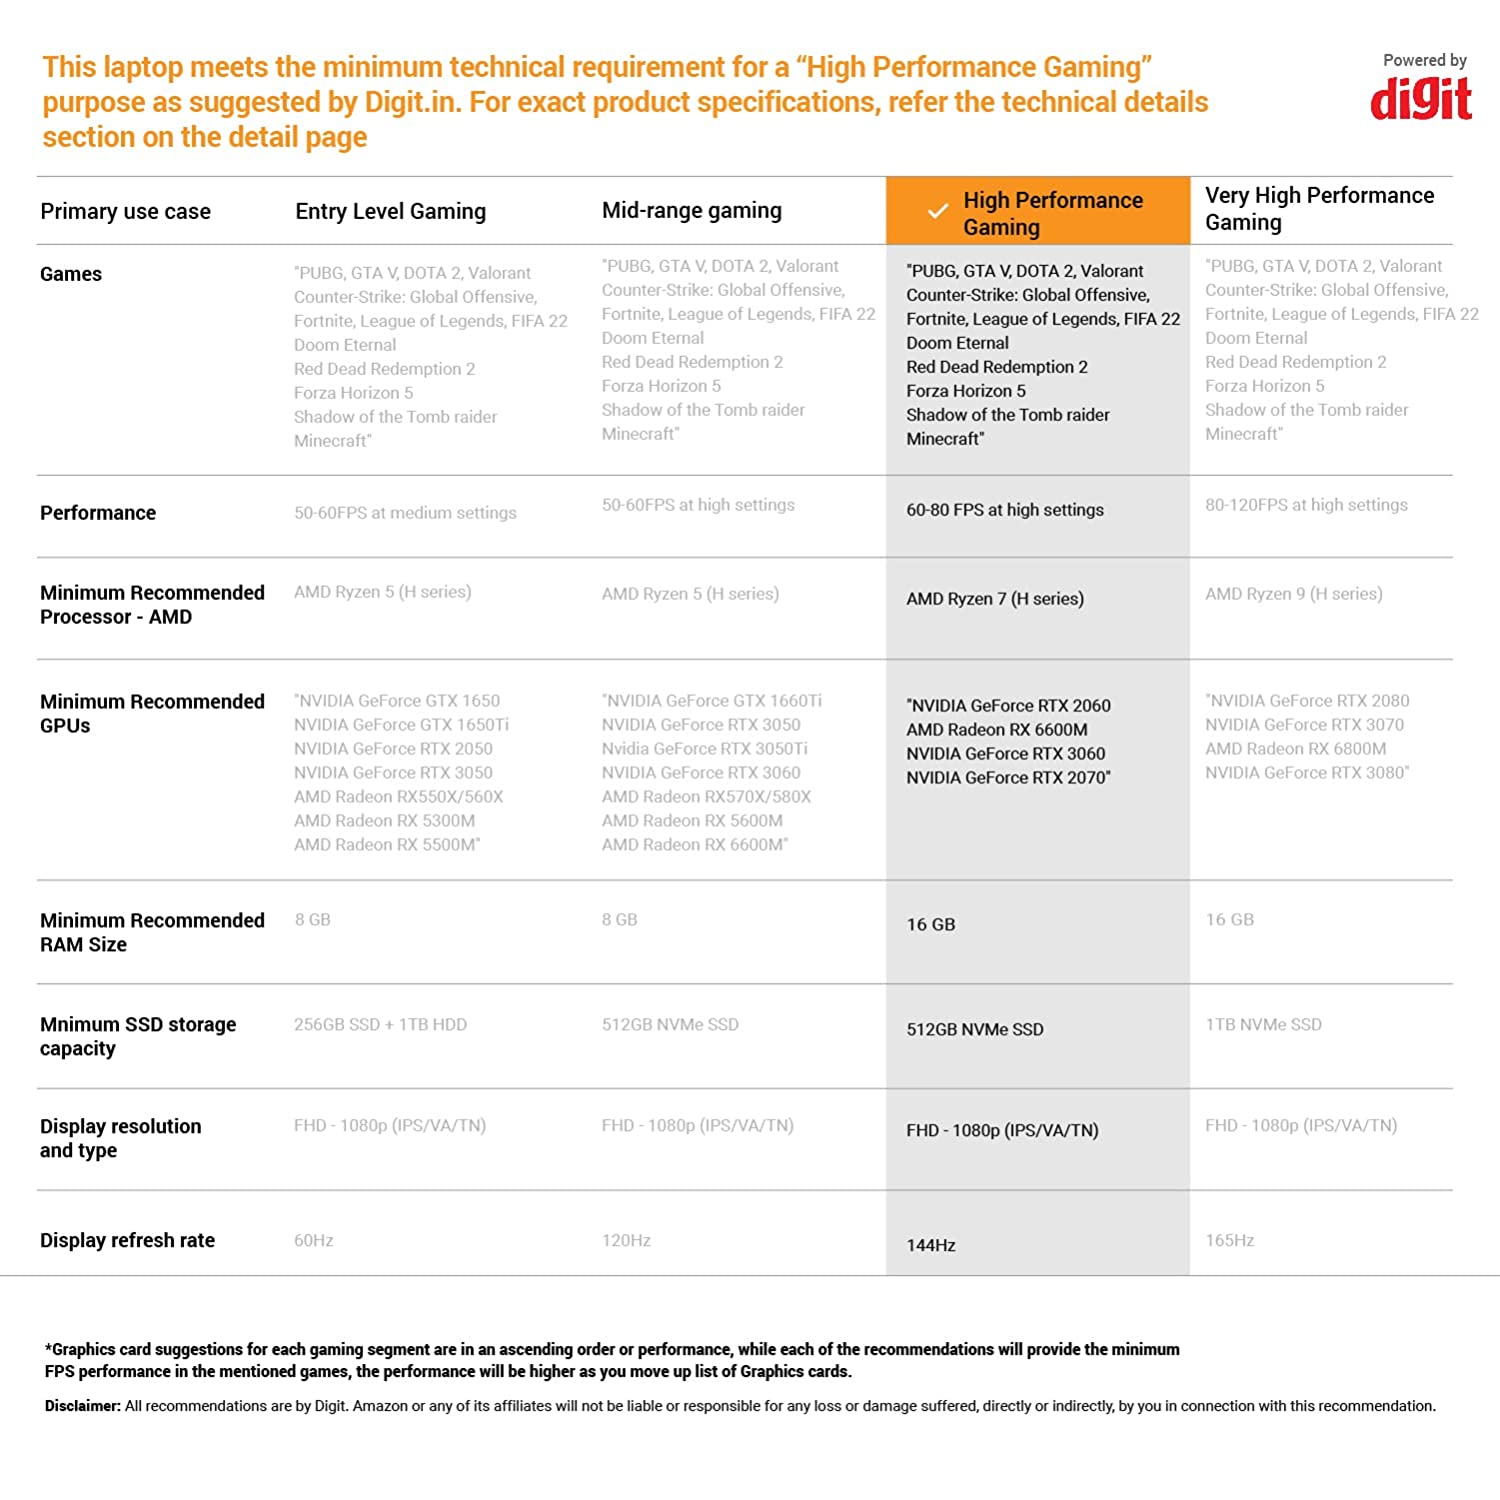 This laptop meets the minimum technical requirement for a “High Performance Gaming”
purpose as suggested by Digit.in. For exact product specifications, refer the technical details
section on the detail page
Powered by
digit
Primary use case
Entry Level Gaming
Mid-range gaming
High Performance
Gaming
Very High Performance
Gaming
Games
"PUBG, GTA V, DOTA 2, Valorant
Counter-Strike: Global Offensive,
Fortnite, League of Legends, FIFA 22
Doom Eternal
Red Dead Redemption 2
Forza Horizon 5
Shadow of the Tomb raider
Minecraft"
"PUBG, GTA V, DOTA 2, Valorant
Counter-Strike: Global Offensive,
Fortnite, League of Legends, FIFA 22
Doom Eternal
Red Dead Redemption 2
Forza Horizon 5
Shadow of the Tomb raider
Minecraft"
"PUBG, GTA V, DOTA 2, Valorant
Counter-Strike: Global Offensive,
Fortnite, League of Legends, FIFA 22
Doom Eternal
Red Dead Redemption 2
Forza Horizon 5
Shadow of the Tomb raider
Minecraft"
"PUBG, GTA V, DOTA 2, Valorant
Counter-Strike: Global Offensive,
Fortnite, League of Legends, FIFA 22
Doom Eternal
Red Dead Redemption 2
Forza Horizon 5
Shadow of the Tomb raider
Minecraft"
Performance
50-60FPS at medium settings
50-60FPS at high settings
60-80 FPS at high settings
80-120FPS at high settings
Minimum Recommended
Processor - AMD
AMD Ryzen 5 (H series)
AMD Ryzen 5 (H series)
AMD Ryzen 7 (H series)
AMD Ryzen 9 (H series)
Minimum Recommended
GPUs
"NVIDIA GeForce GTX 1650
NVIDIA GeForce GTX 1650Ti
NVIDIA GeForce RTX 2050
NVIDIA GeForce RTX 3050
AMD Radeon RX550X/560X
AMD Radeon RX 5300M
AMD Radeon RX 5500M"
"NVIDIA GeForce GTX 1660Ti
NVIDIA GeForce RTX 3050
Nvidia GeForce RTX 3050Ti
NVIDIA GeForce RTX 3060
AMD Radeon RX570X/580X
AMD Radeon RX 5600M
AMD Radeon RX 6600M"
"NVIDIA GeForce RTX 2060
AMD Radeon RX 6600M
NVIDIA GeForce RTX 3060
NVIDIA GeForce RTX 2070"
"NVIDIA GeForce RTX 2080
NVIDIA GeForce RTX 3070
AMD Radeon RX 6800M
NVIDIA GeForce RTX 3080"
Minimum Recommended
RAM Size
8 GB
8 GB
16 GB
16 GB
Mnimum SSD storage
capacity
256GB SSD + 1TB HDD
512GB NVMe SSD
512GB NVMe SSD
1TB NVMe SSD
Display resolution
and type
FHD - 1080p (IPS/VA/TN)
FHD - 1080p (IPS/VA/TN)
FHD - 1080p (IPS/VA/TN)
FHD - 1080p (IPS/VA/TN)
Display refresh rate
60Hz
120Hz
144Hz
165Hz
*Graphics card suggestions for each gaming segment are in an ascending order or performance, while each of the recommendations will provide the minimum
FPS performance in the mentioned games, the performance will be higher as you move up list of Graphics cards.
Disclaimer: All recommendations are by Digit. Amazon or any of its affiliates will not be liable or responsible for any loss or damage suffered, directly or indirectly, by you in connection with this recommendation.